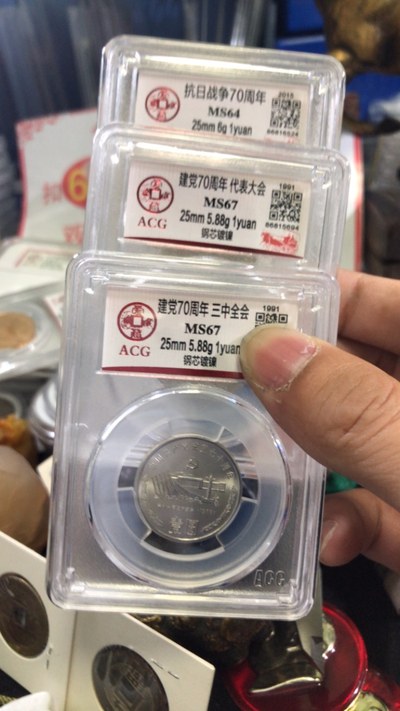 抗日战争70周年
2015
MS64
25mm 6g 1yuan
建党70周年 代表大会
1991
MS67
ACG
25mm 5.88g 1yuan
钢芯镀镍
建党70周年 三中全会
1991
MS67
ACG
25mm 5.88g 1yuan
钢芯镀镍
ACG